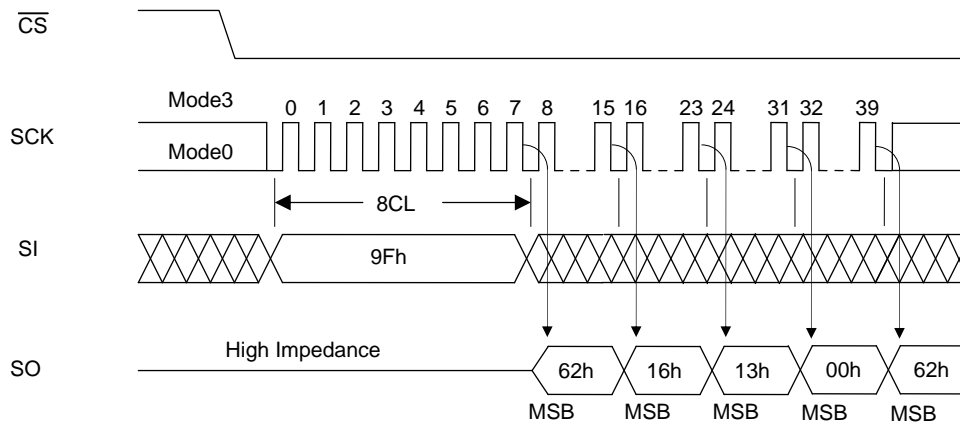 CS
Mode3
0 1 2 3 4 5 6 7 8 15 16 23 24 31 32 39
SCK
Mode0
8CL
SI
9Fh
High Impedance
SO
62h 16h 13h 00h 62h
MSB MSB MSB MSB MSB